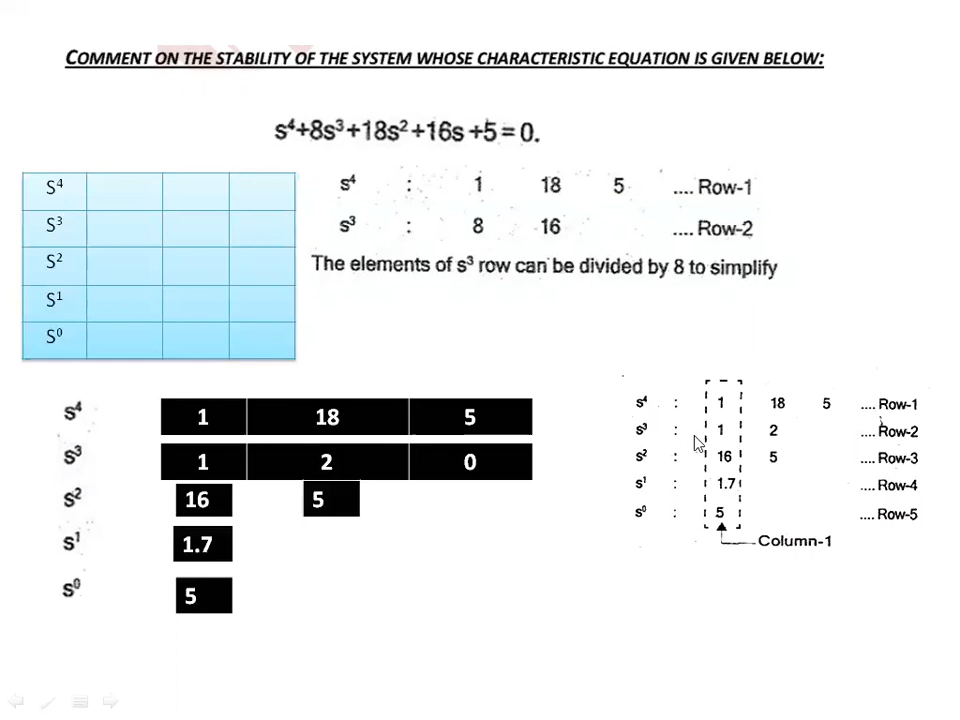 COMMENT ON THE STABILITY OF THE SYSTEM WHOSE CHARACTERISTIC EQUATION IS GIVEN BELOW:
s⁴+8s³+18s²+16s+5=0.
S⁴
S³
S²
S¹
S⁰
s⁴ : 1 18 5 .... Row-1
s³ : 8 16 .... Row-2
The elements of s³ row can be divided by 8 to simplify
s⁴ 1 18 5
s³ 1 2 0
s² 16 5
s¹ 1.7
s⁰ 5
s⁴ : 1 18 5 .... Row-1
s³ : 1 2 .... Row-2
s² : 16 5 .... Row-3
s¹ : 1.7 .... Row-4
s⁰ : 5 .... Row-5
Column-1